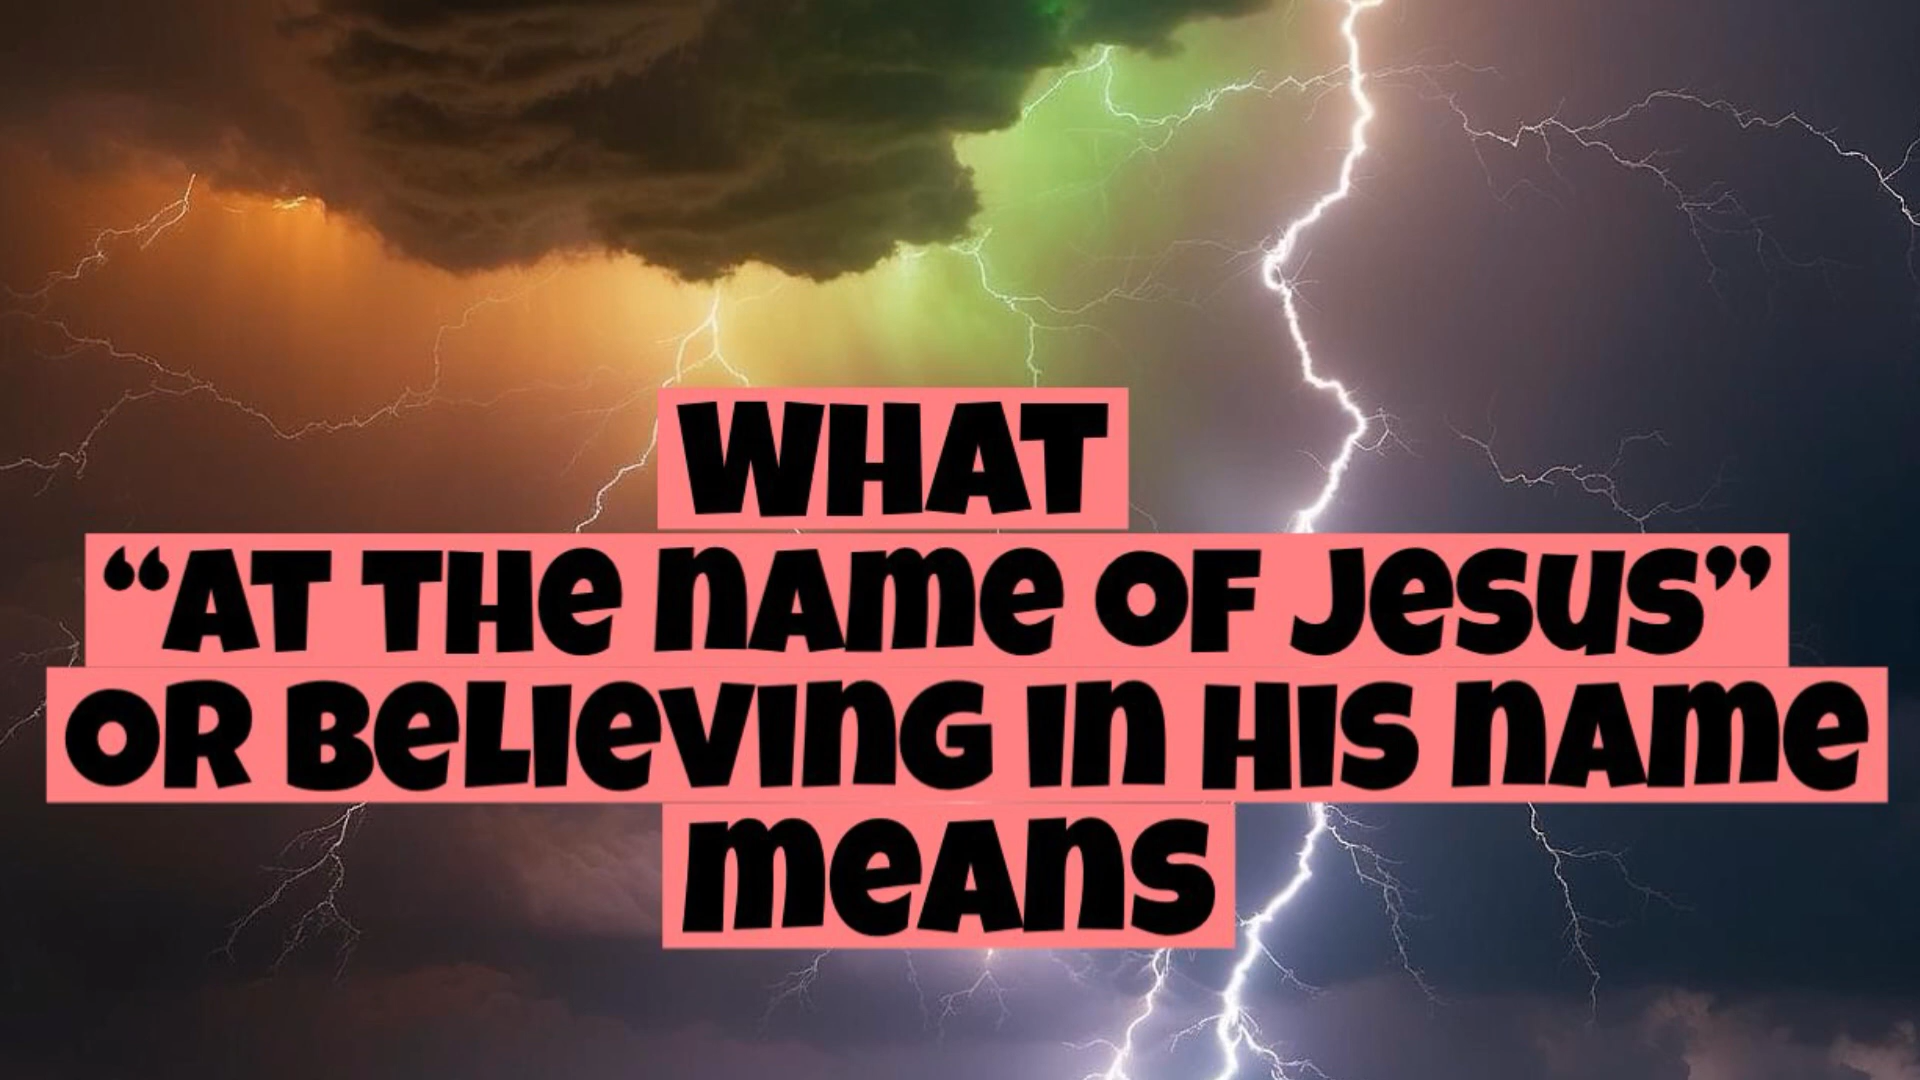 WHAT
“AT THE NAME OF JESUS”
OR BELIEVING IN HIS NAME
MEANS